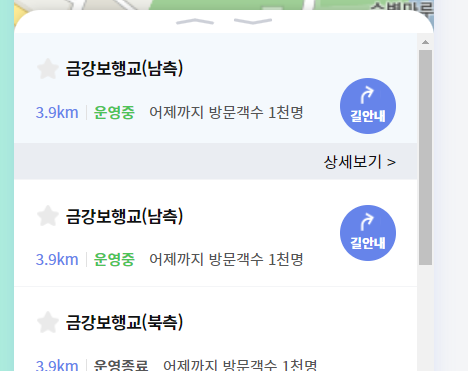 수변마루
금강보행교(남측)
3.9km 운영중 어제까지 방문객수 1천명
길안내
상세보기 >
금강보행교(남측)
3.9km 운영중 어제까지 방문객수 1천명
길안내
금강보행교(북측)
3.9km 운영종료 어제까지 방문객수 1천명